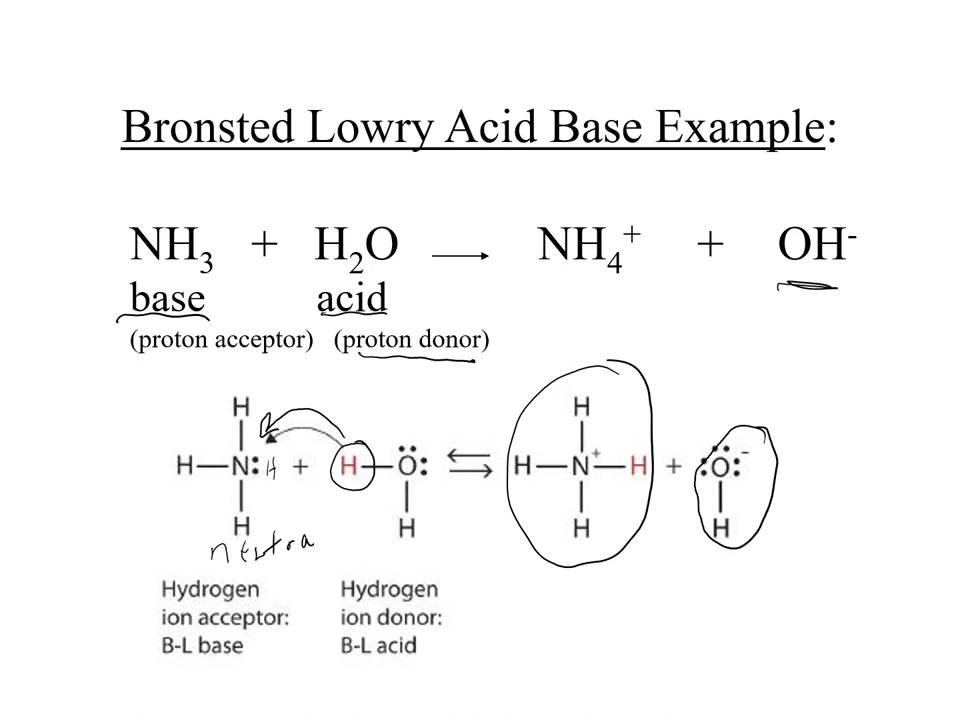 Bronsted Lowry Acid Base Example:
NH₃ + H₂O → NH₄⁺ + OH⁻
base acid
(proton acceptor) (proton donor)
H H
H—N: H + H—Ö: ⇌ H—N⁺—H + :Ö:⁻
H H H H
neutra
Hydrogen Hydrogen
ion acceptor: ion donor:
B-L base B-L acid